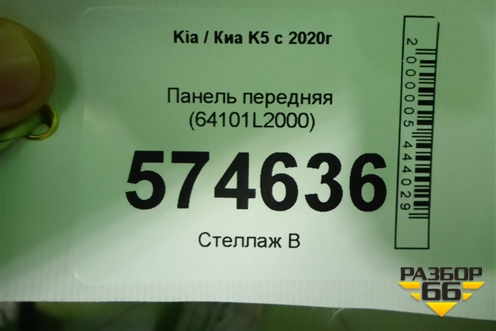 Kia / Киа K5 с 2020г
Панель передняя
(64101L2000)
574636
Стеллаж В
2000005444029
РАЗБОР
66